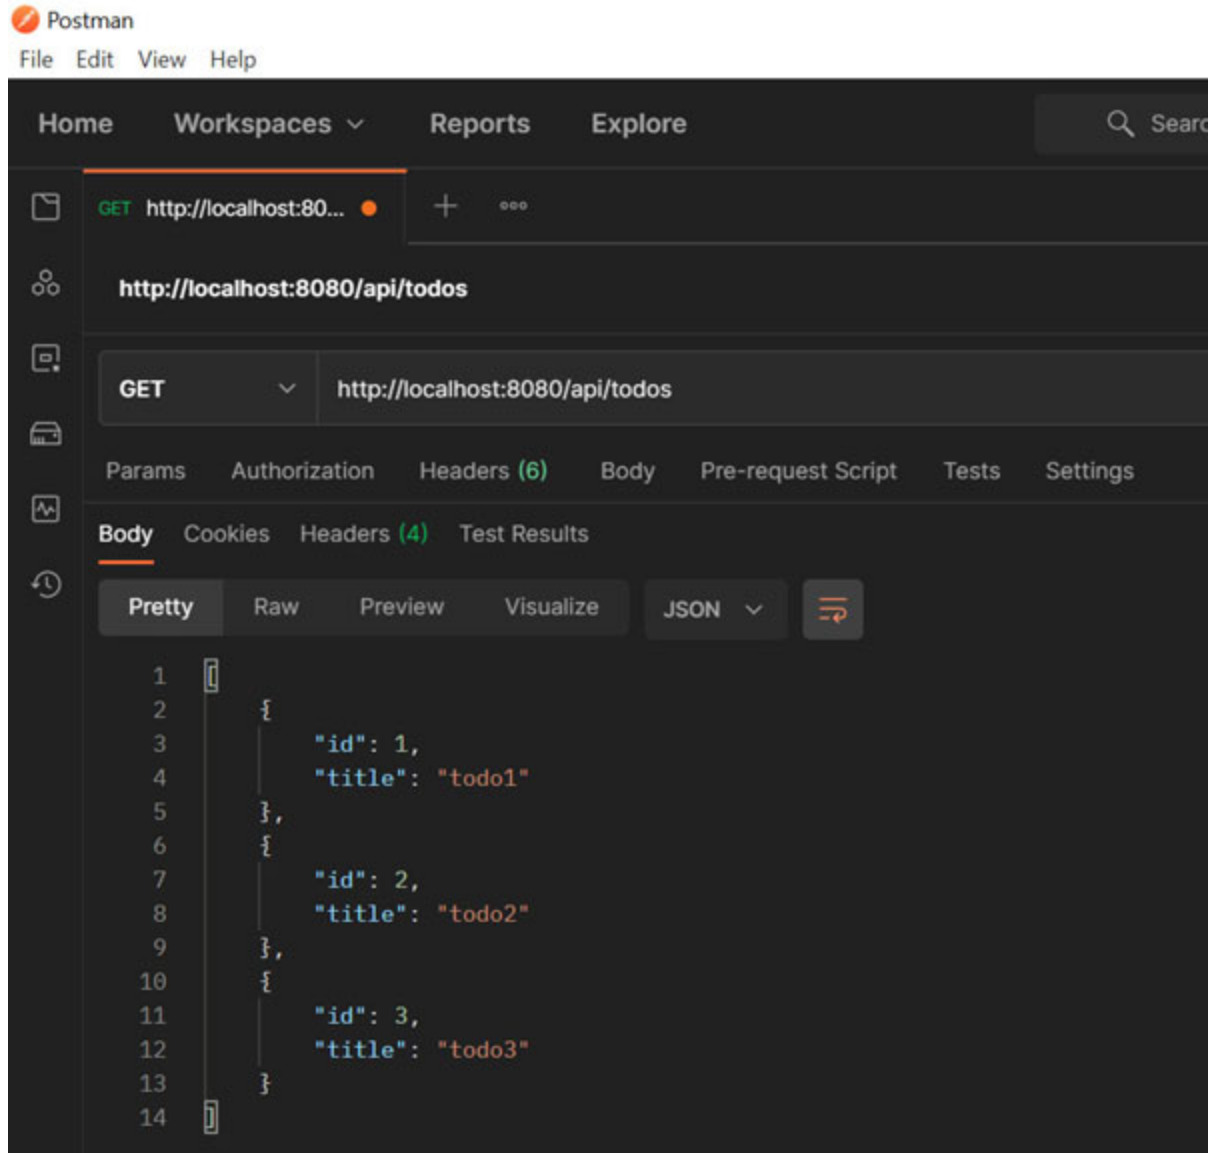 Postman
File Edit View Help
Home Workspaces Reports Explore Searc
GET http://localhost:80...
http://localhost:8080/api/todos
GET http://localhost:8080/api/todos
Params Authorization Headers (6) Body Pre-request Script Tests Settings
Body Cookies Headers (4) Test Results
Pretty Raw Preview Visualize JSON
1 [
2 {
3 "id": 1,
4 "title": "todo1"
5 },
6 {
7 "id": 2,
8 "title": "todo2"
9 },
10 {
11 "id": 3,
12 "title": "todo3"
13 }
14 ]